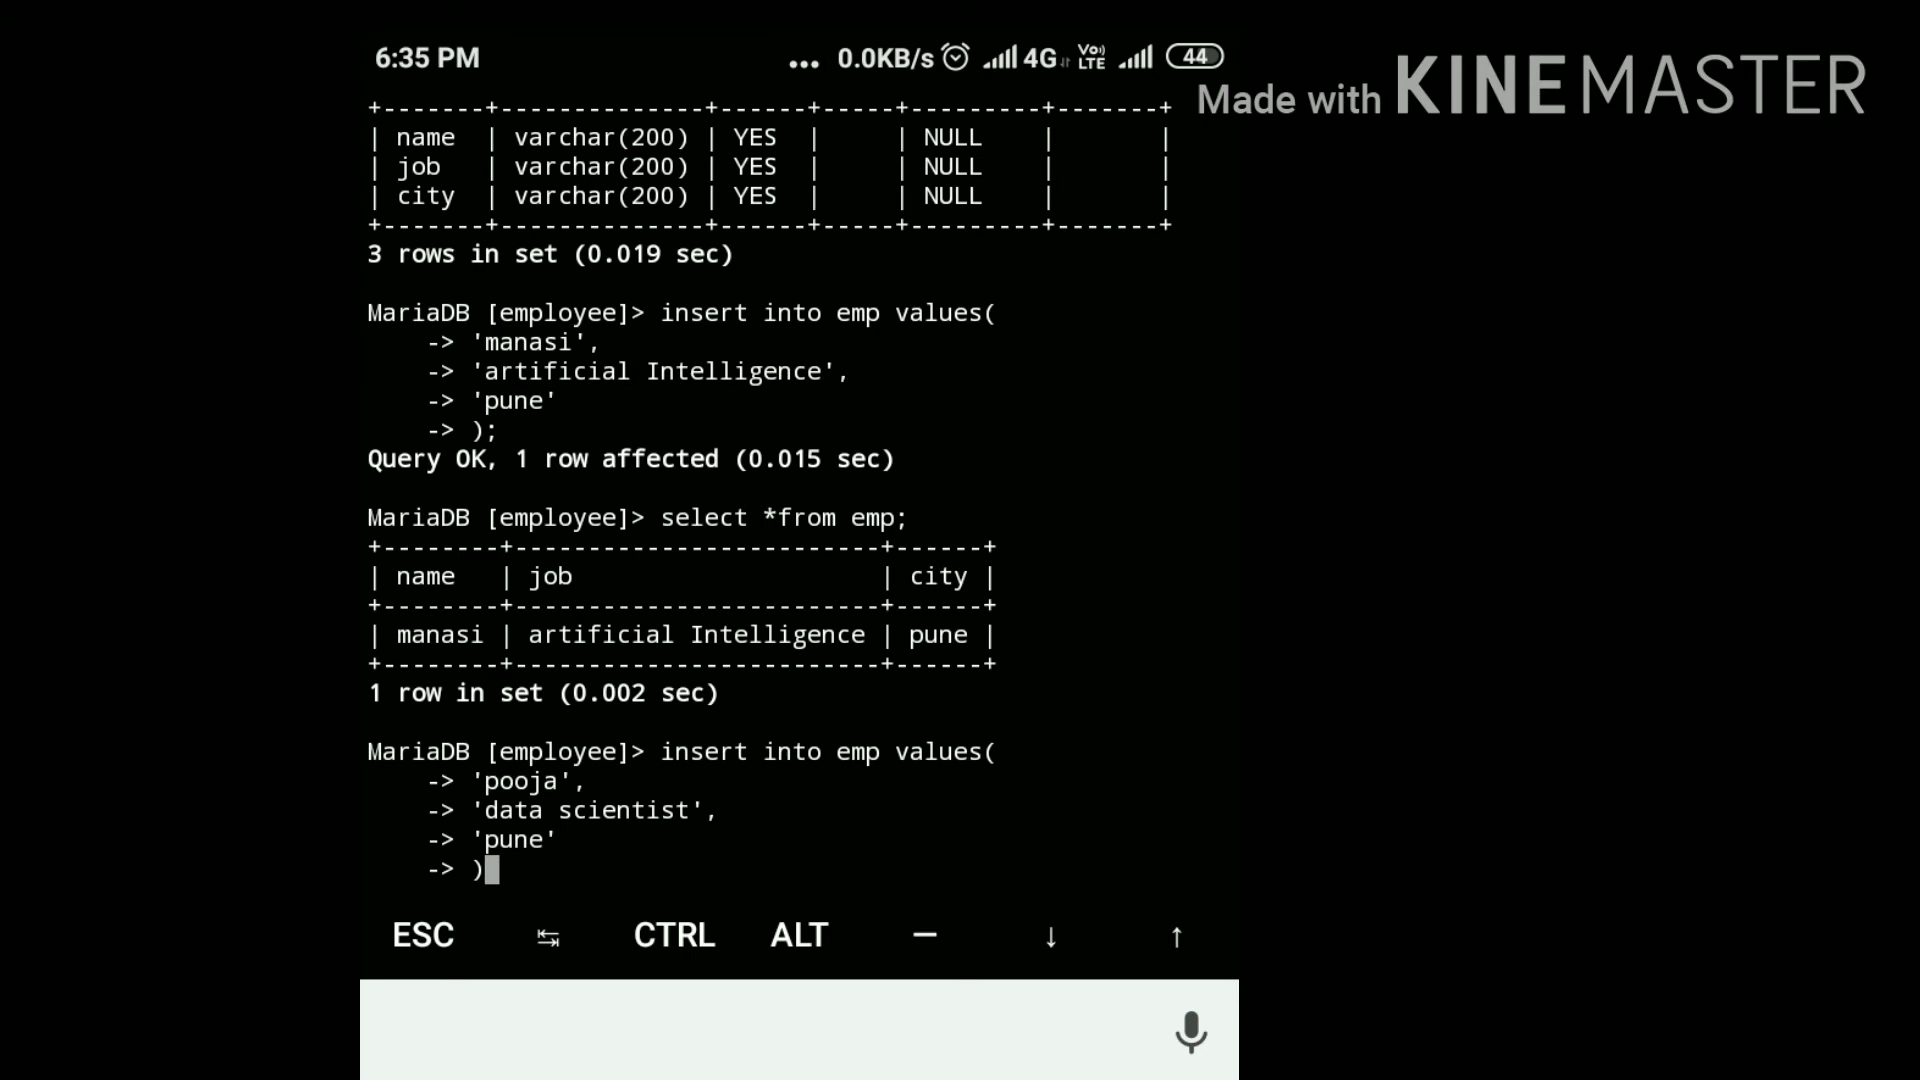 6:35 PM ... 0.0KB/s 4G Vo)) LTE 44
Made with KINEMASTER
+-------+--------------+------+-----+---------+-------+
| name  | varchar(200) | YES  |     | NULL    |       |
| job   | varchar(200) | YES  |     | NULL    |       |
| city  | varchar(200) | YES  |     | NULL    |       |
+-------+--------------+------+-----+---------+-------+
3 rows in set (0.019 sec)
MariaDB [employee]> insert into emp values(
    -> 'manasi',
    -> 'artificial Intelligence',
    -> 'pune'
    -> );
Query OK, 1 row affected (0.015 sec)
MariaDB [employee]> select *from emp;
+--------+-------------------------+------+
| name   | job                     | city |
+--------+-------------------------+------+
| manasi | artificial Intelligence | pune |
+--------+-------------------------+------+
1 row in set (0.002 sec)
MariaDB [employee]> insert into emp values(
    -> 'pooja',
    -> 'data scientist',
    -> 'pune'
    -> )
ESC ↹ CTRL ALT — ↓ ↑